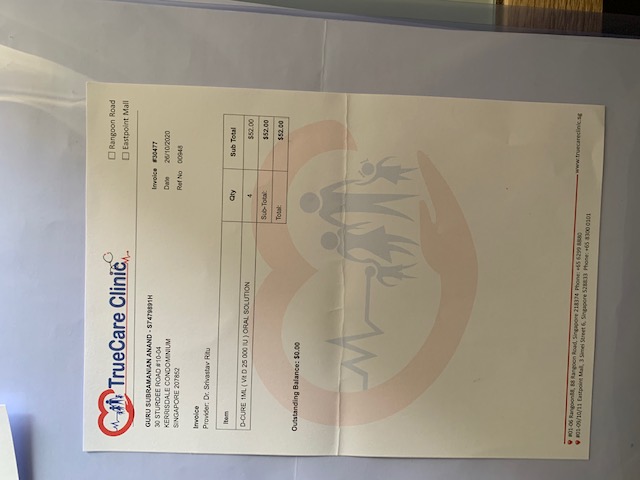 TrueCare Clinic
Rangoon Road
Eastpoint Mall
GURU SUBRAMANIAN ANAND - S7479891H
30 STURDEE ROAD #10-04
KERRISDALE CONDOMINIUM
SINGAPORE 207852
Invoice #30477
Date 26/10/2020
Ref No 00948
Invoice
Provider: Dr. Srivastav Ritu
Item Qty Sub Total
D-CURE 1ML ( Vit D 25 000 IU ) ORAL SOLUTION 4 $52.00
Sub-Total: $52.00
Total: $52.00
Outstanding Balance: $0.00
#01-06 Rangoon88, 88 Rangoon Road, Singapore 218374 Phone: +65 6299 8880
#01-09/10/11 Eastpoint Mall, 3 Simei Street 6, Singapore 528833 Phone: +65 8300 0101
www.truecareclinic.sg